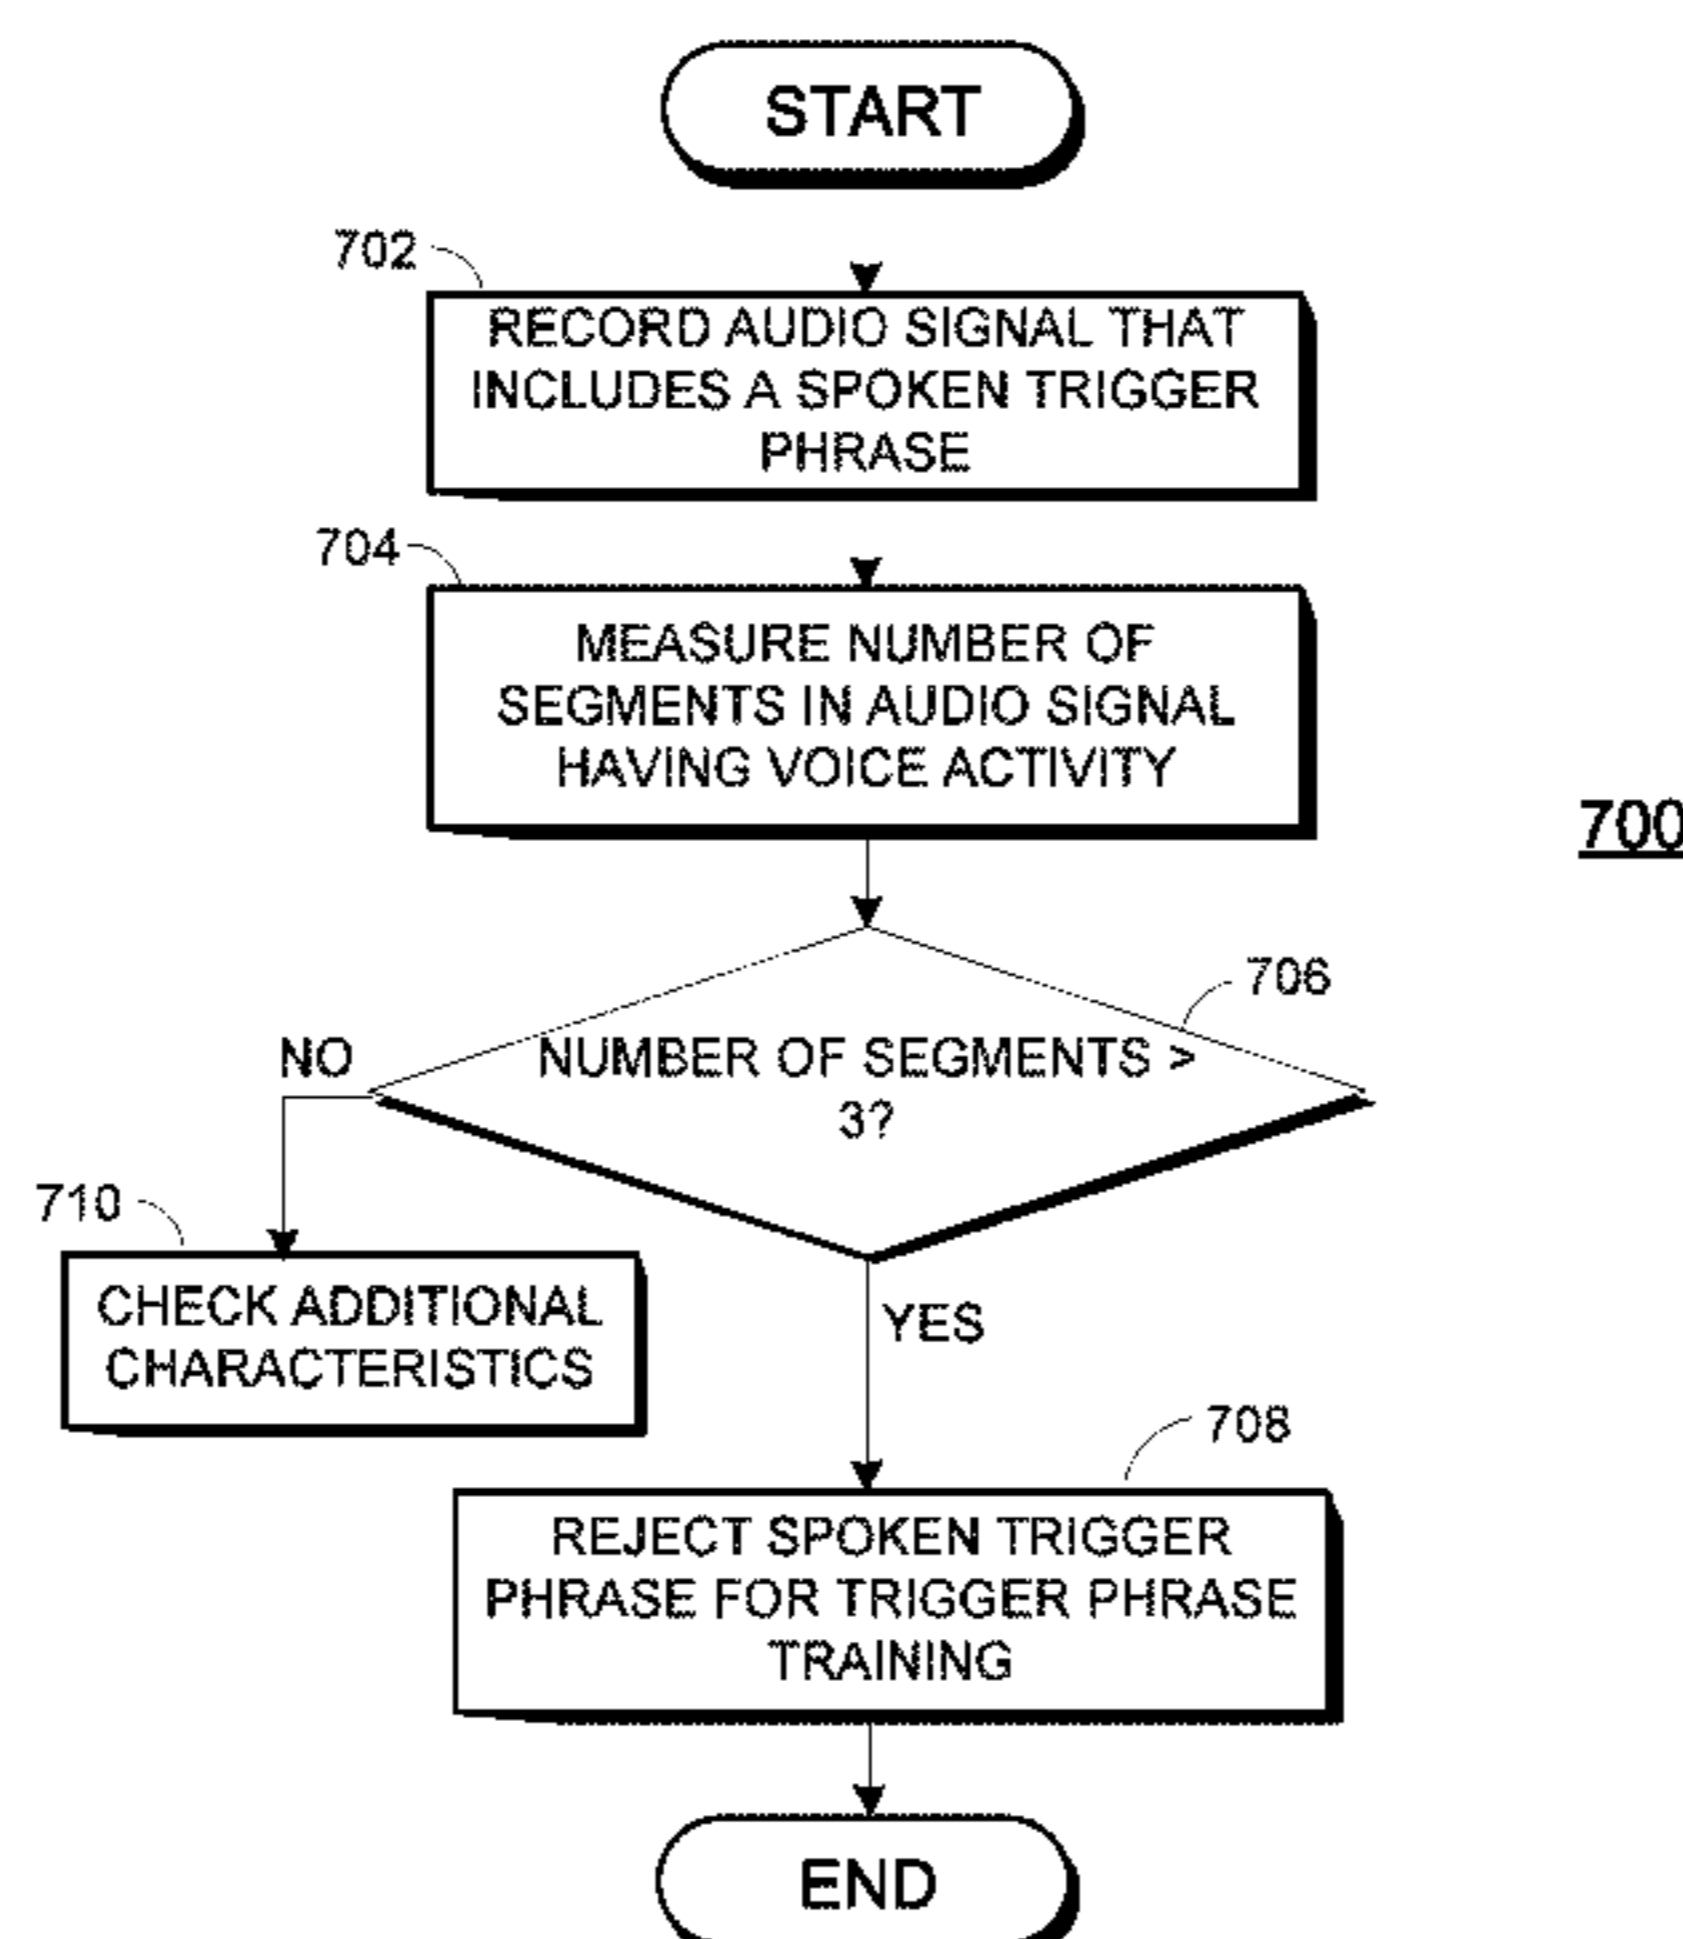 START
702
RECORD AUDIO SIGNAL THAT
INCLUDES A SPOKEN TRIGGER
PHRASE
704
MEASURE NUMBER OF
SEGMENTS IN AUDIO SIGNAL
HAVING VOICE ACTIVITY
700
706
NO
NUMBER OF SEGMENTS >
3?
710
CHECK ADDITIONAL
CHARACTERISTICS
YES
708
REJECT SPOKEN TRIGGER
PHRASE FOR TRIGGER PHRASE
TRAINING
END